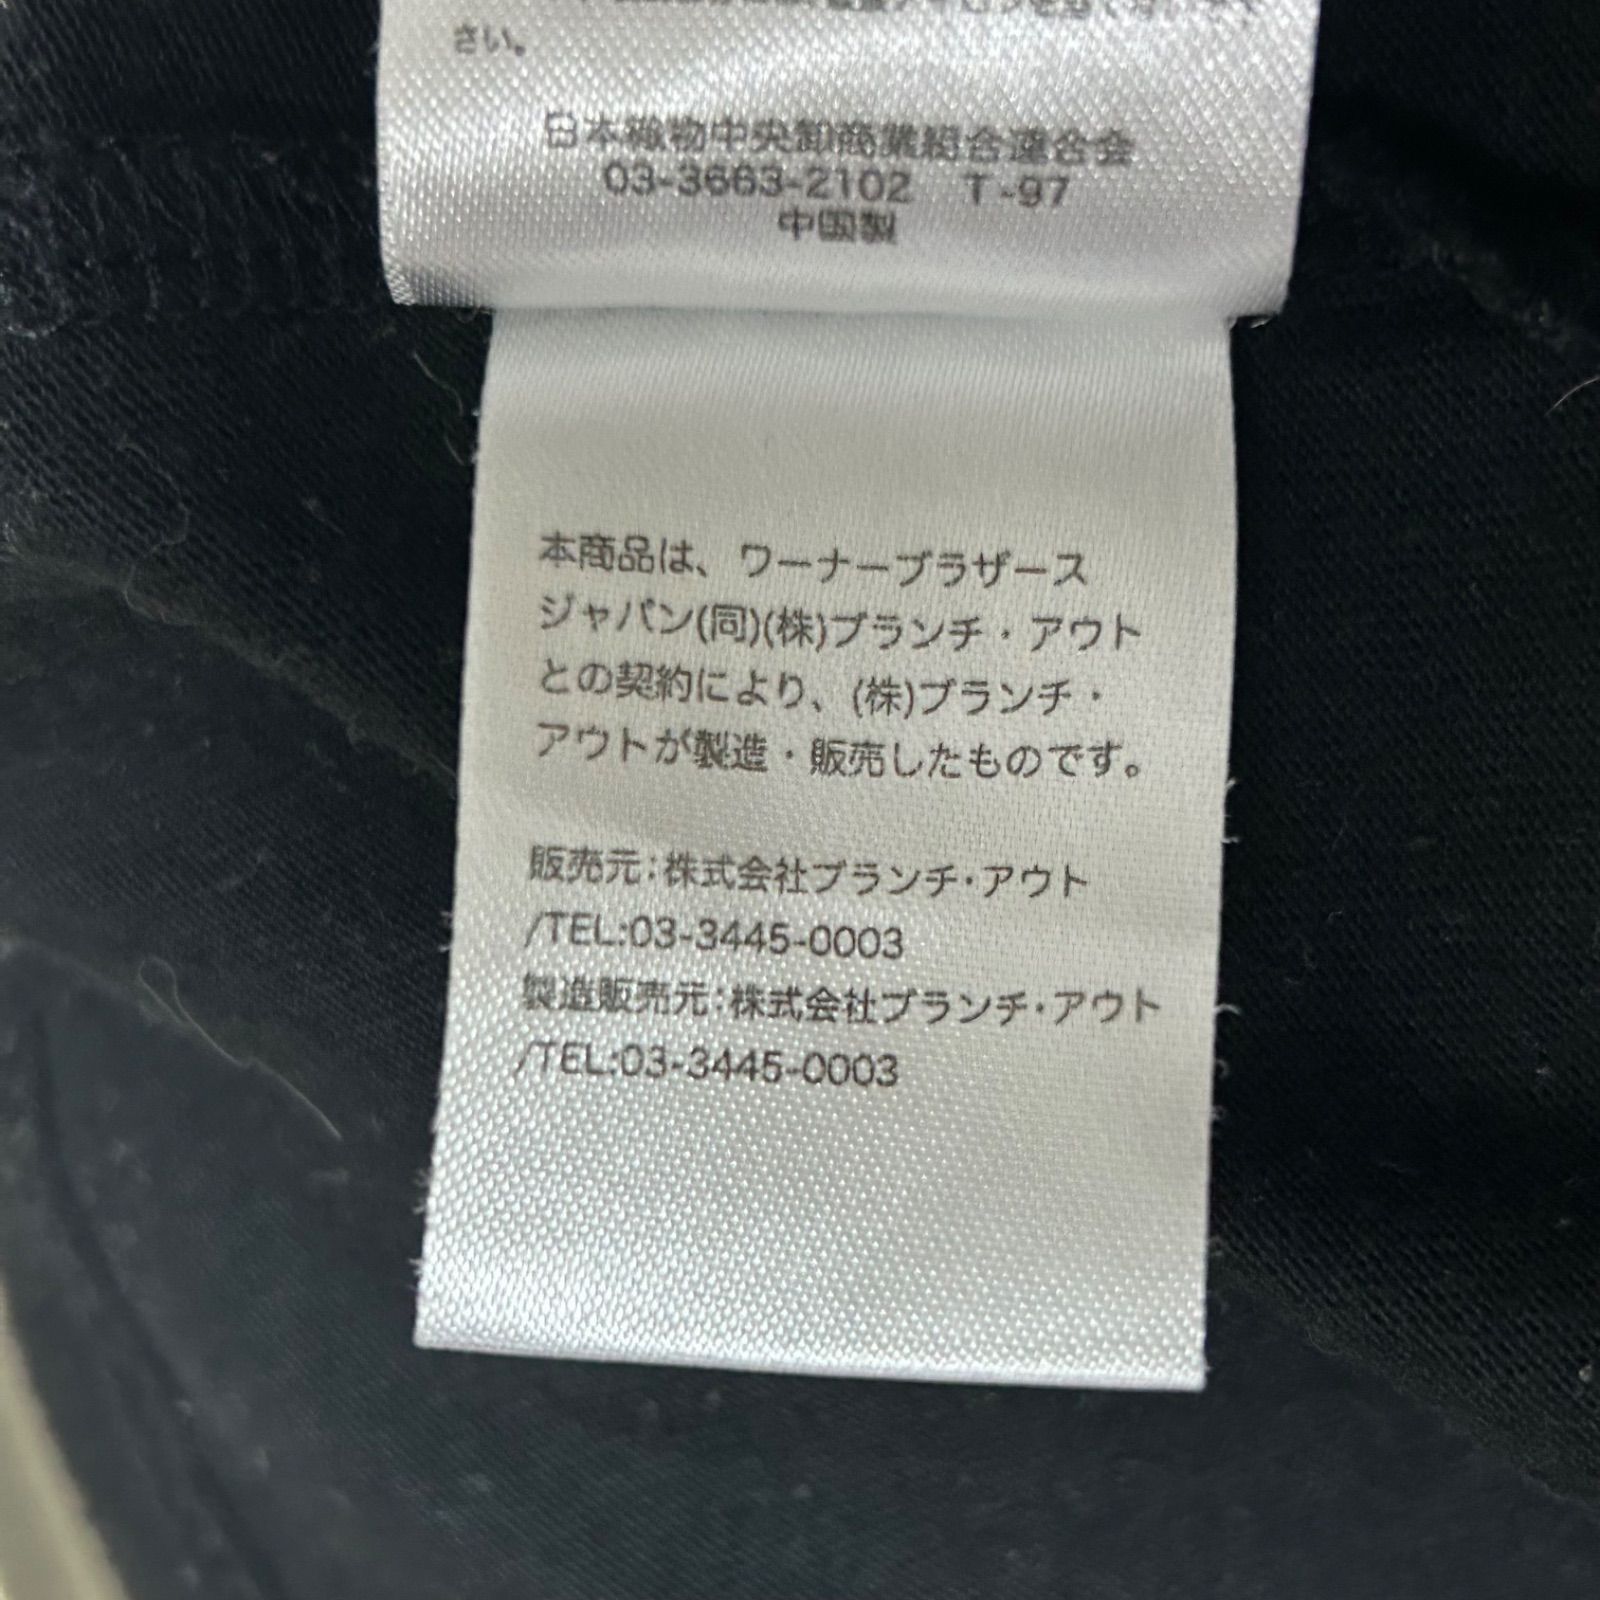 さい。
日本織物中央卸商業組合連合会
03-3663-2102 T-97
中国製
本商品は、ワーナーブラザース
ジャパン(同)(株)ブランチ・アウト
との契約により、(株)ブランチ・
アウトが製造・販売したものです。
販売元:株式会社ブランチ・アウト
/TEL:03-3445-0003
製造販売元:株式会社ブランチ・アウト
/TEL:03-3445-0003